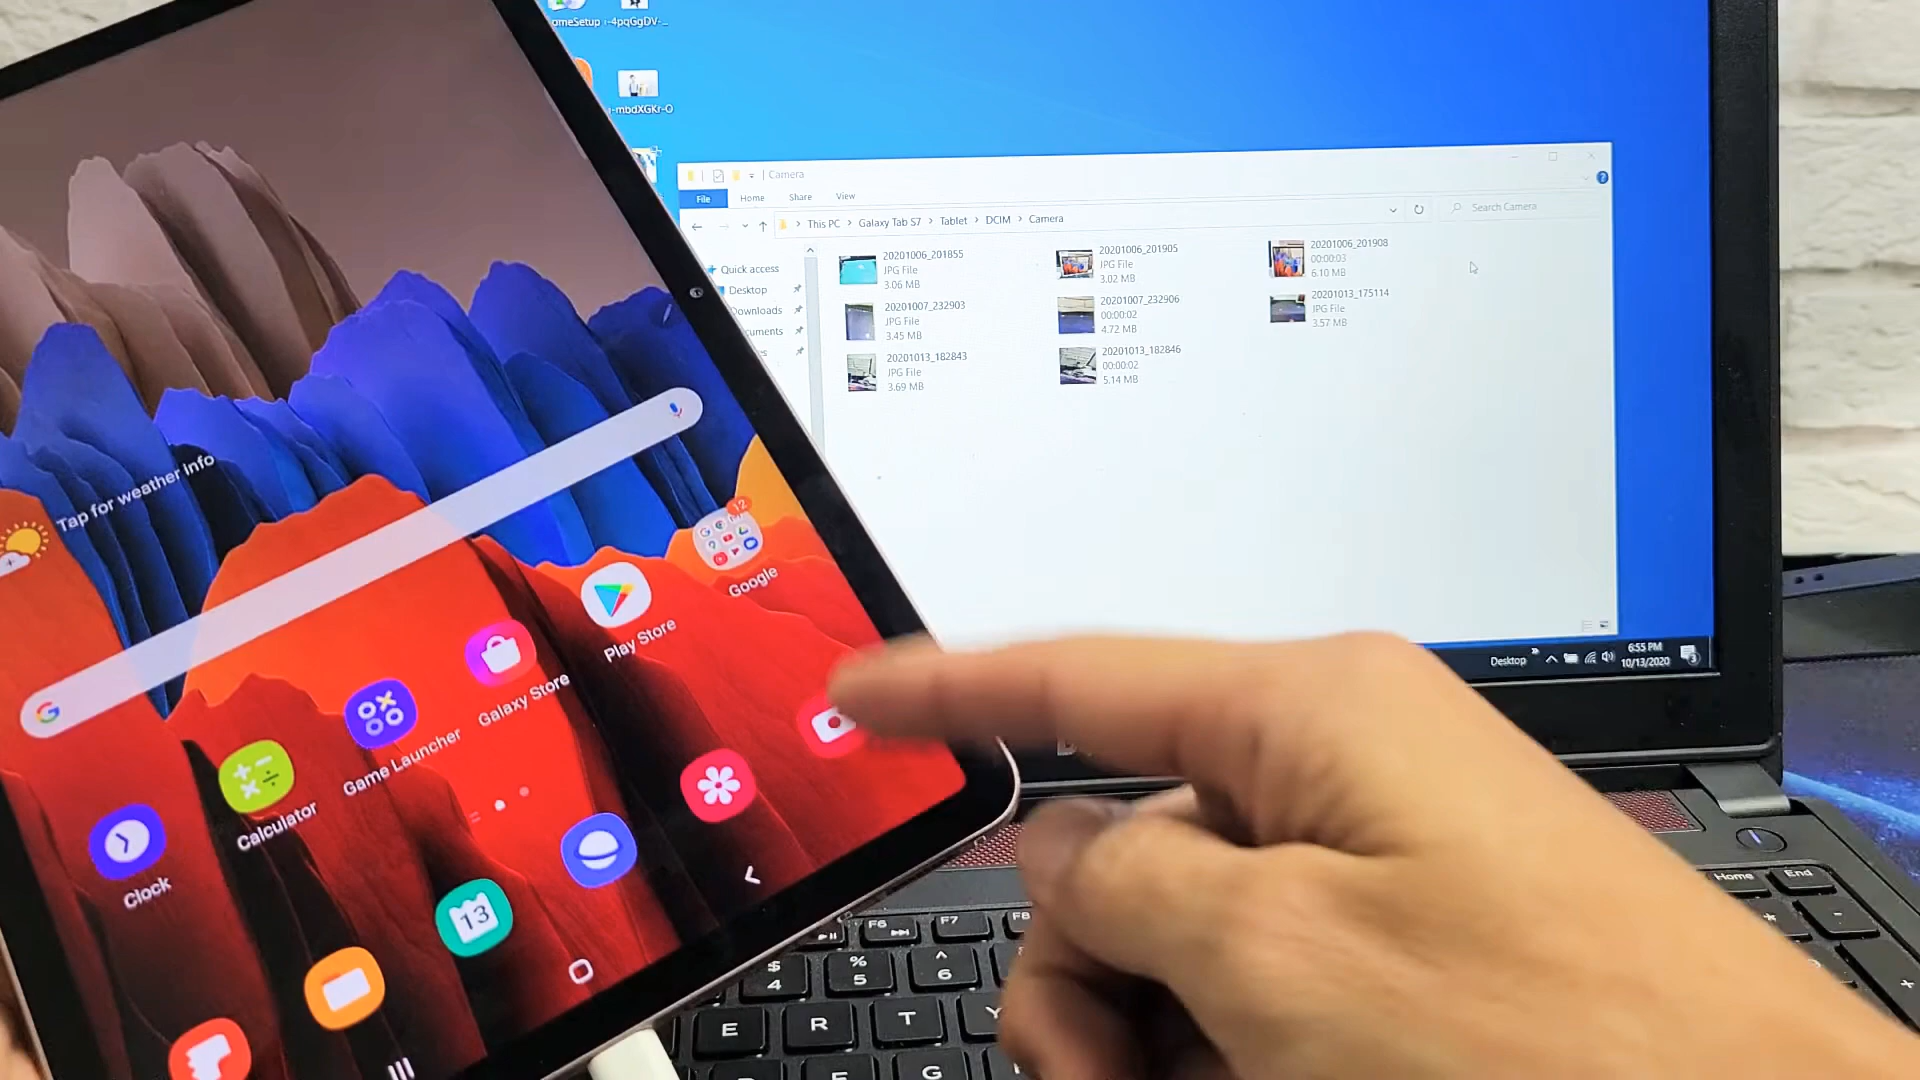 omeSetup
-4pqGgDV-...
-mbdXGKr-O
Camera
File
Home
Share
View
This PC > Galaxy Tab S7 > Tablet > DCIM > Camera
Search Camera
Quick access
Desktop
Downloads
cuments
20201006_201855
JPG File
3.06 MB
20201006_201905
JPG File
3.02 MB
20201006_201908
00:00:03
6.10 MB
20201007_232903
JPG File
3.45 MB
20201007_232906
00:00:02
4.72 MB
20201013_175114
JPG File
3.57 MB
20201013_182843
JPG File
3.69 MB
20201013_182846
00:00:02
5.14 MB
Desktop
6:55 PM
10/13/2020
3
Tap for weather info
12
Google
Play Store
Galaxy Store
Game Launcher
Calculator
Clock
13
Home
End
F6
F7
F8
$
4
%
5
^
6
E
R
T
Y
G